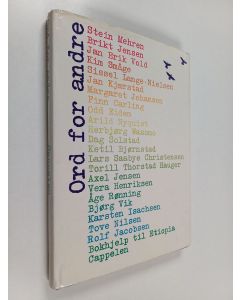 Ord for andre
Stein Mehren
Brikt Jensen
Jan Erik Vold
Kim Småge
Sissel Lange-Nielsen
Jan Kjærstad
Margaret Johansen
Finn Carling
Odd Eidem
Arild Nyquist
Herbjørg Wassmo
Dag Solstad
Ketil Bjørnstad
Lars Saabye Christensen
Torill Thorstad Hauger
Axel Jensen
Vera Henriksen
Åge Rønning
Bjørg Vik
Karsten Isachsen
Tove Nilsen
Rolf Jacobsen
Bokhjelp til Etiopia
Cappelen